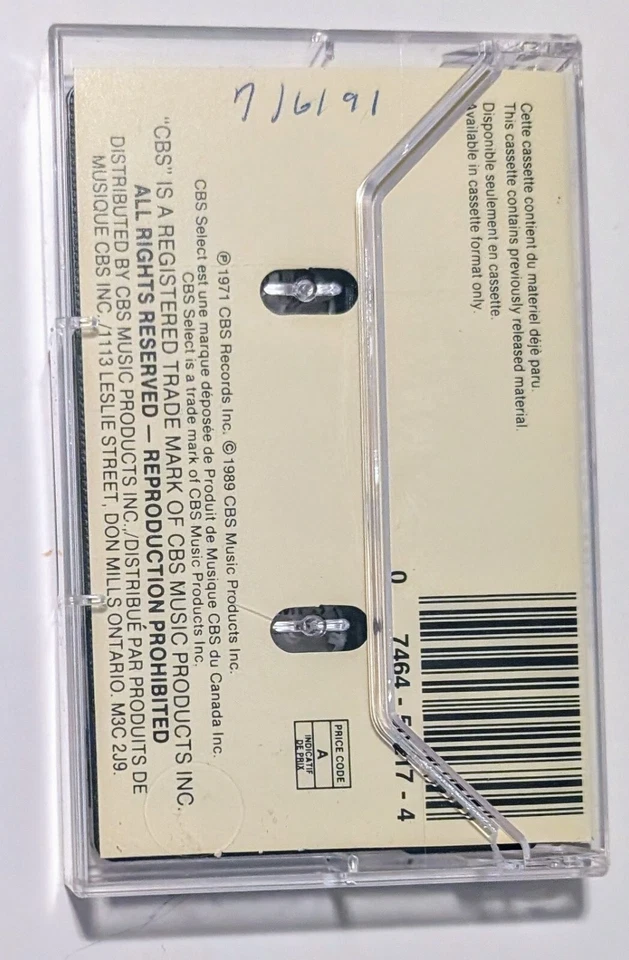 7/6/91
Cette cassette contient du materiel déjè paru.
This cassette contains previously released material.
Disponible seulement en cassette.
Available in cassette format only.
0 7464 - 217 - 4
PRICE CODE
A
INDICATIF
DE PRIX
Ⓟ 1971 CBS Records Inc. © 1989 CBS Music Products Inc.
CBS Select est une marque déposée de Produit de Musique CBS du Canada Inc.
CBS Select is a trade mark of CBS Music Products Inc.
"CBS" IS A REGISTERED TRADE MARK OF CBS MUSIC PRODUCTS INC.
ALL RIGHTS RESERVED — REPRODUCTION PROHIBITED
DISTRIBUTED BY CBS MUSIC PRODUCTS INC./DISTRIBUÉ PAR PRODUITS DE
MUSIQUE CBS INC./1113 LESLIE STREET, DON MILLS ONTARIO. M3C 2J9.